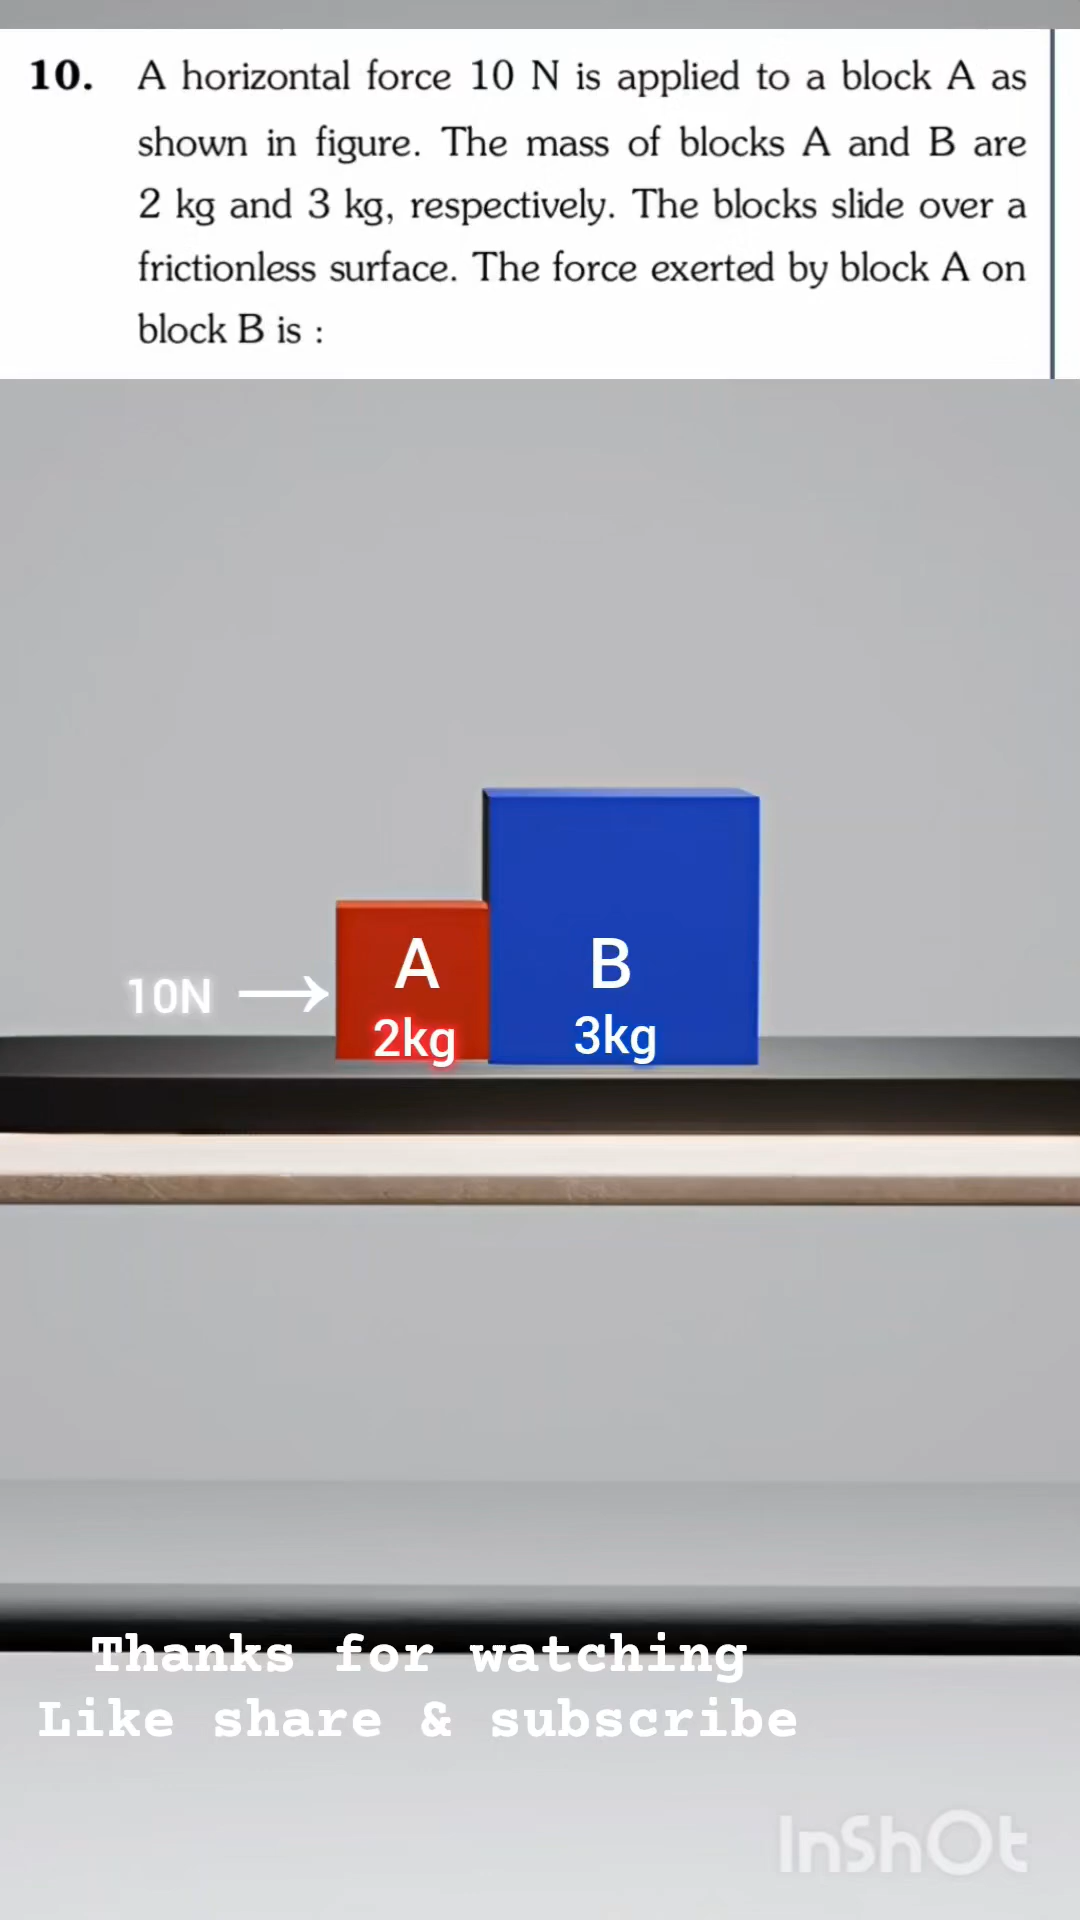 10. A horizontal force 10 N is applied to a block A as
shown in figure. The mass of blocks A and B are
2 kg and 3 kg, respectively. The blocks slide over a
frictionless surface. The force exerted by block A on
block B is :
A
B
10N
2kg
3kg
Thanks for watching
Like share & subscribe
InShOt